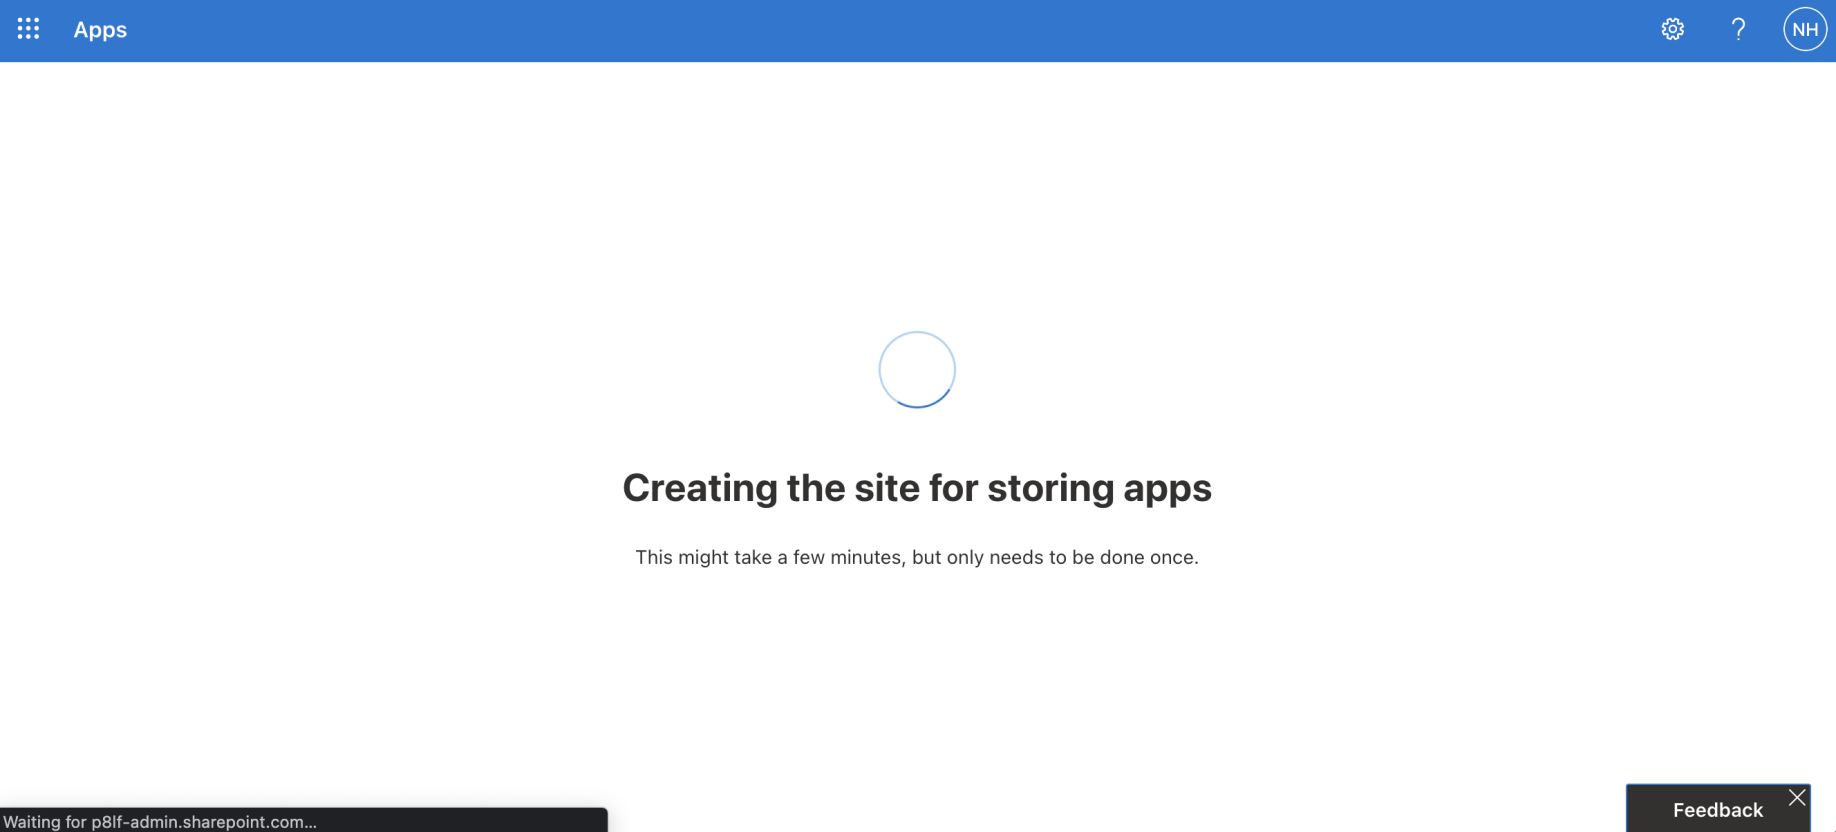 Apps
NH
Creating the site for storing apps
This might take a few minutes, but only needs to be done once.
Waiting for p8lf-admin.sharepoint.com...
Feedback